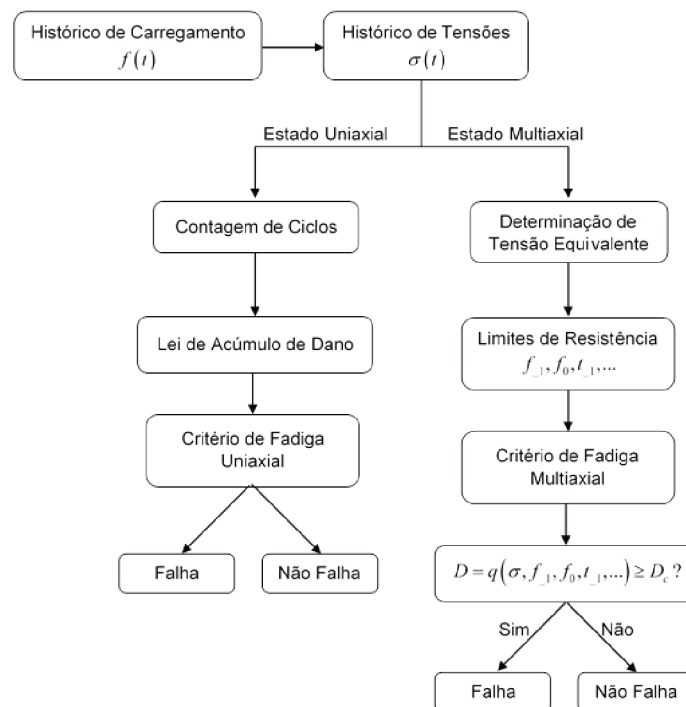 Histórico de Carregamento
f(t)
Histórico de Tensões
σ(t)
Estado Uniaxial
Estado Multiaxial
Contagem de Ciclos
Lei de Acúmulo de Dano
Critério de Fadiga
Uniaxial
Falha
Não Falha
Determinação de
Tensão Equivalente
Limites de Resistência
f_1, f_0, t_1,...
Critério de Fadiga
Multiaxial
D = q(σ, f_1, f_0, t_1,...) ≥ D_c ?
Sim
Não
Falha
Não Falha